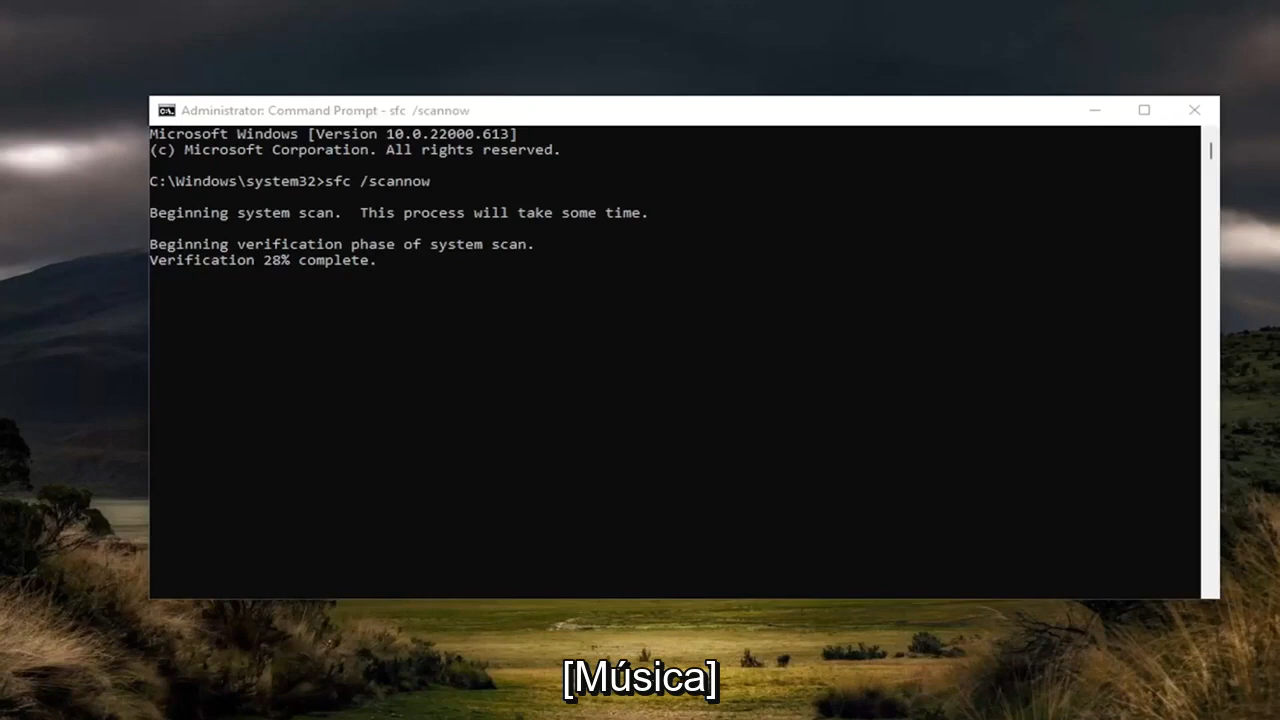 Administrator: Command Prompt - sfc /scannow
Microsoft Windows [Version 10.0.22000.613]
(c) Microsoft Corporation. All rights reserved.
C:\Windows\system32>sfc /scannow
Beginning system scan.  This process will take some time.
Beginning verification phase of system scan.
Verification 28% complete.
[Música]